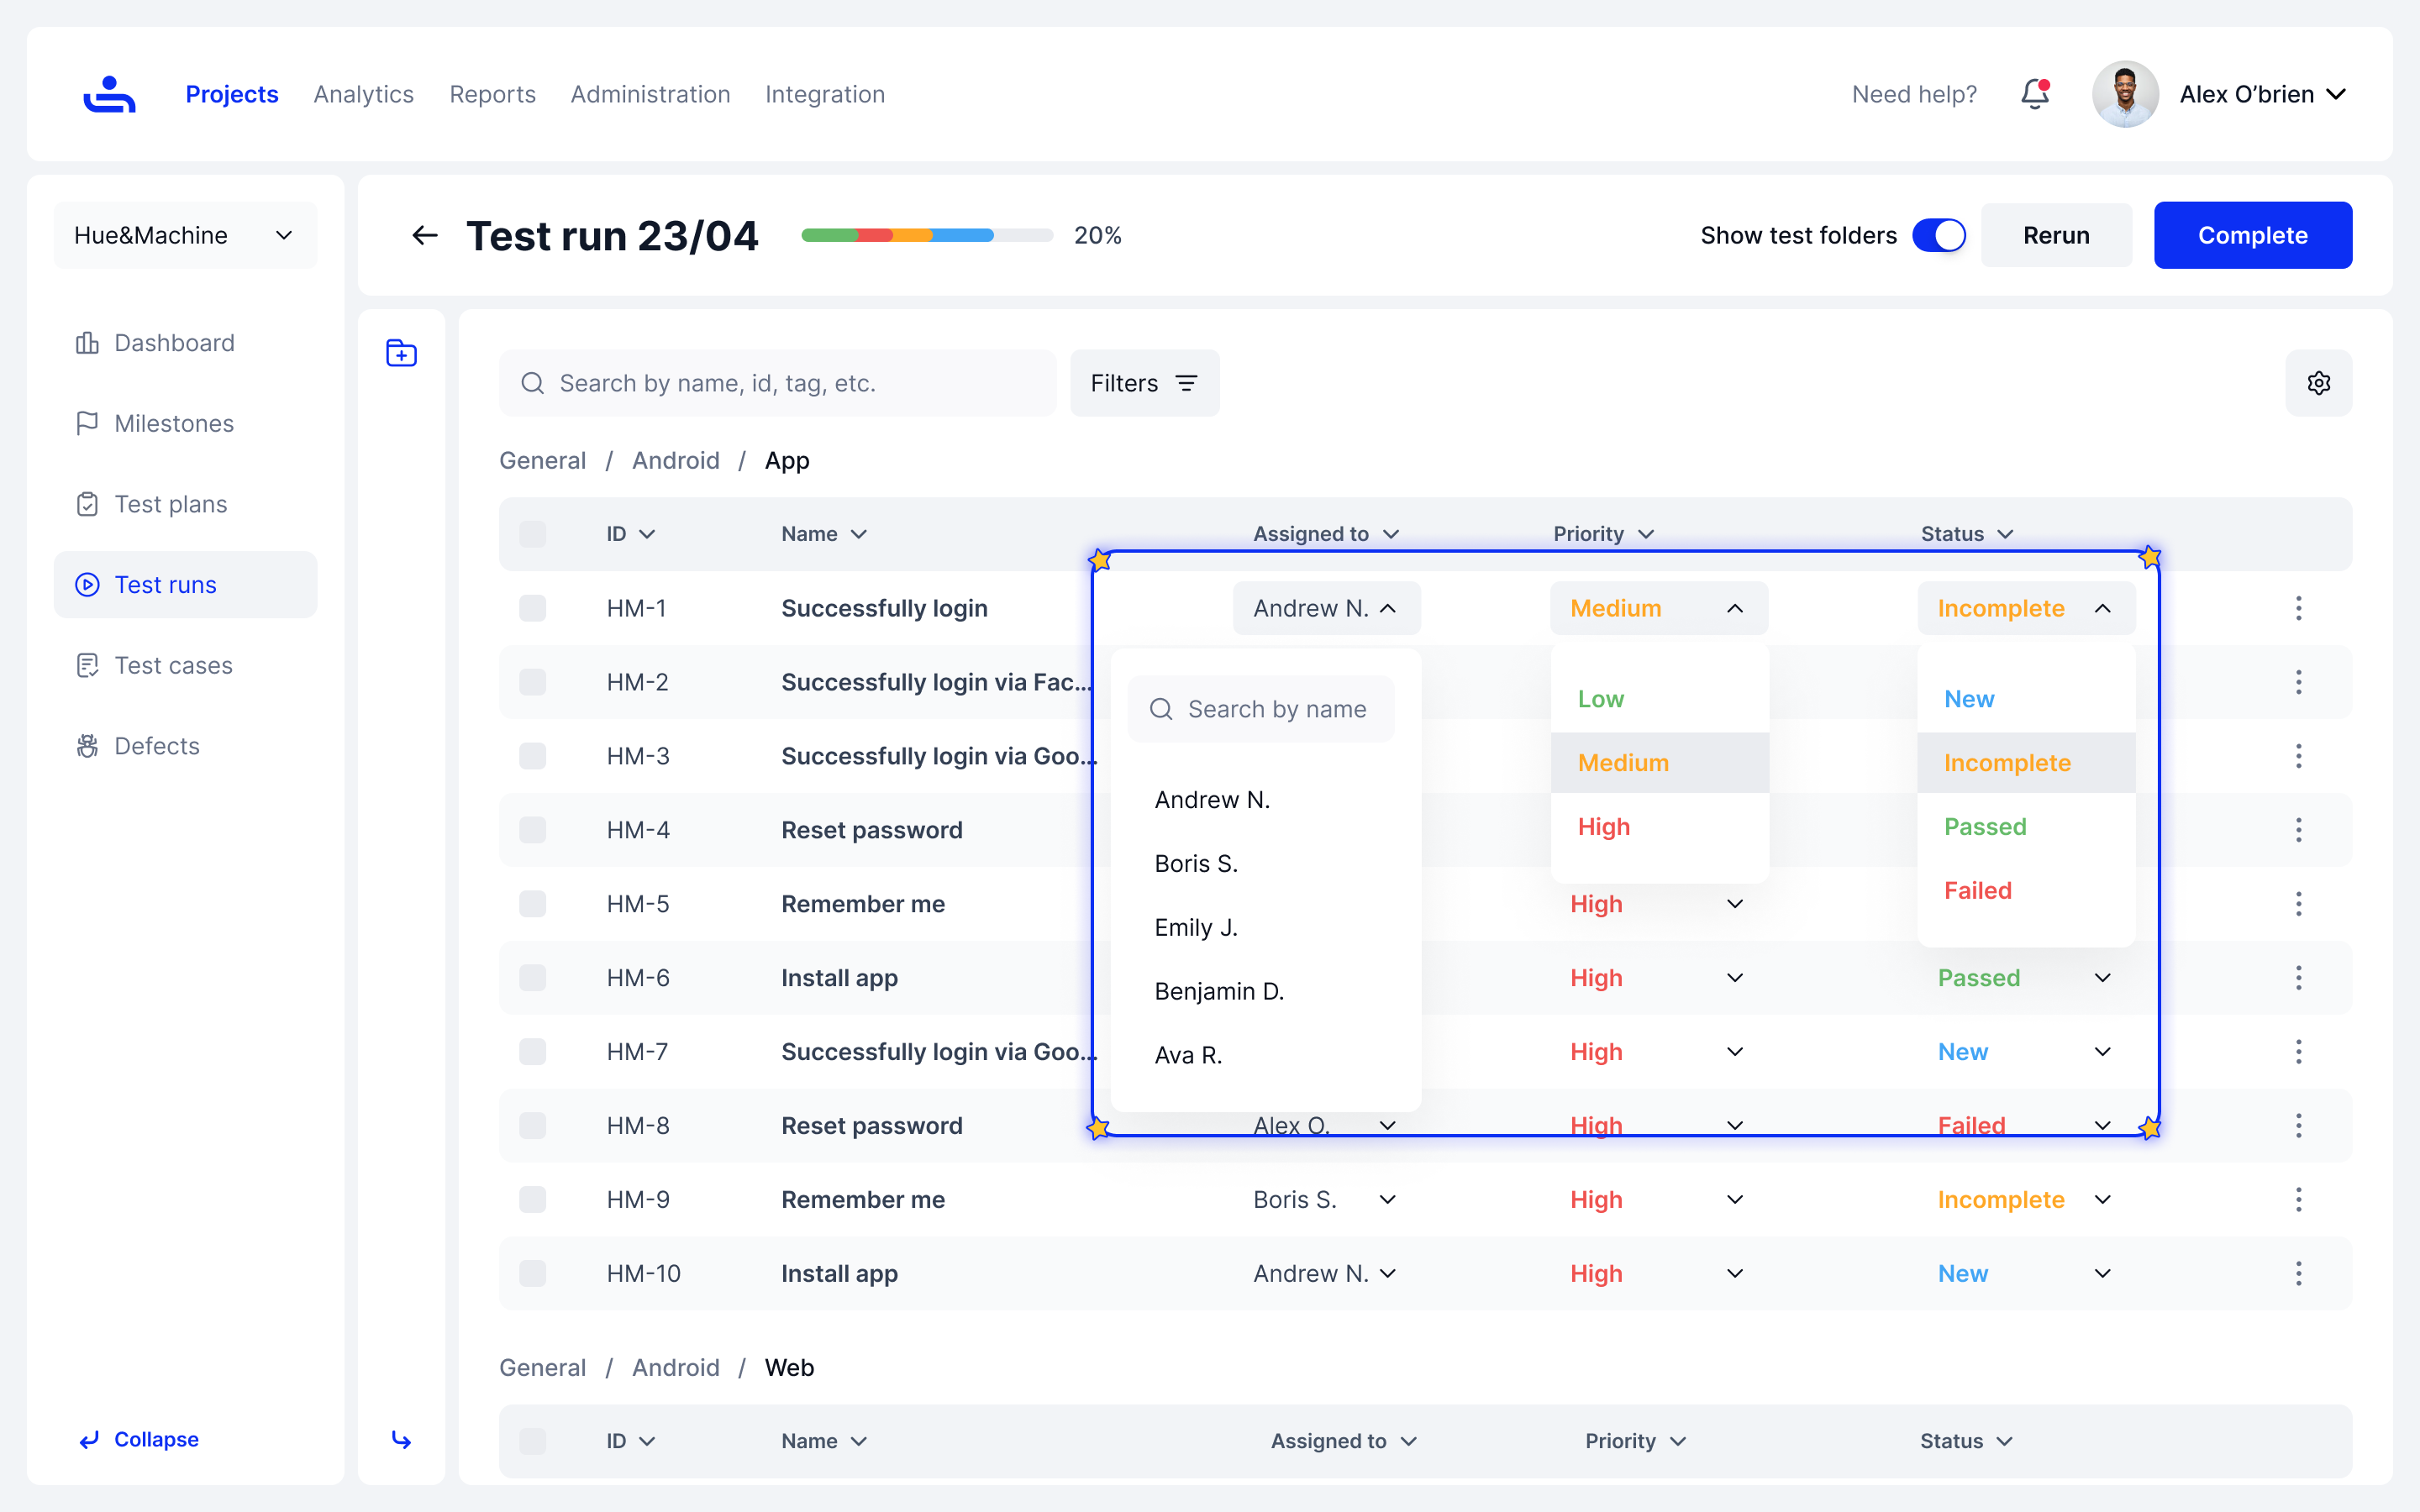 Projects Analytics Reports Administration Integration Need help? Alex O’brien
Hue&Machine
Dashboard
Milestones
Test plans
Test runs
Test cases
Defects
Collapse
Test run 23/04 20% Show test folders Rerun Complete
Search by name, id, tag, etc. Filters
General / Android / App
ID Name Assigned to Priority Status
HM-1 Successfully login Andrew N. Medium Incomplete
HM-2 Successfully login via Fac...
HM-3 Successfully login via Goo...
HM-4 Reset password
HM-5 Remember me High
HM-6 Install app High Passed
HM-7 Successfully login via Goo... High New
HM-8 Reset password Alex O. High Failed
HM-9 Remember me Boris S. High Incomplete
HM-10 Install app Andrew N. High New
Search by name
Andrew N.
Boris S.
Emily J.
Benjamin D.
Ava R.
Low
Medium
High
New
Incomplete
Passed
Failed
General / Android / Web
ID Name Assigned to Priority Status